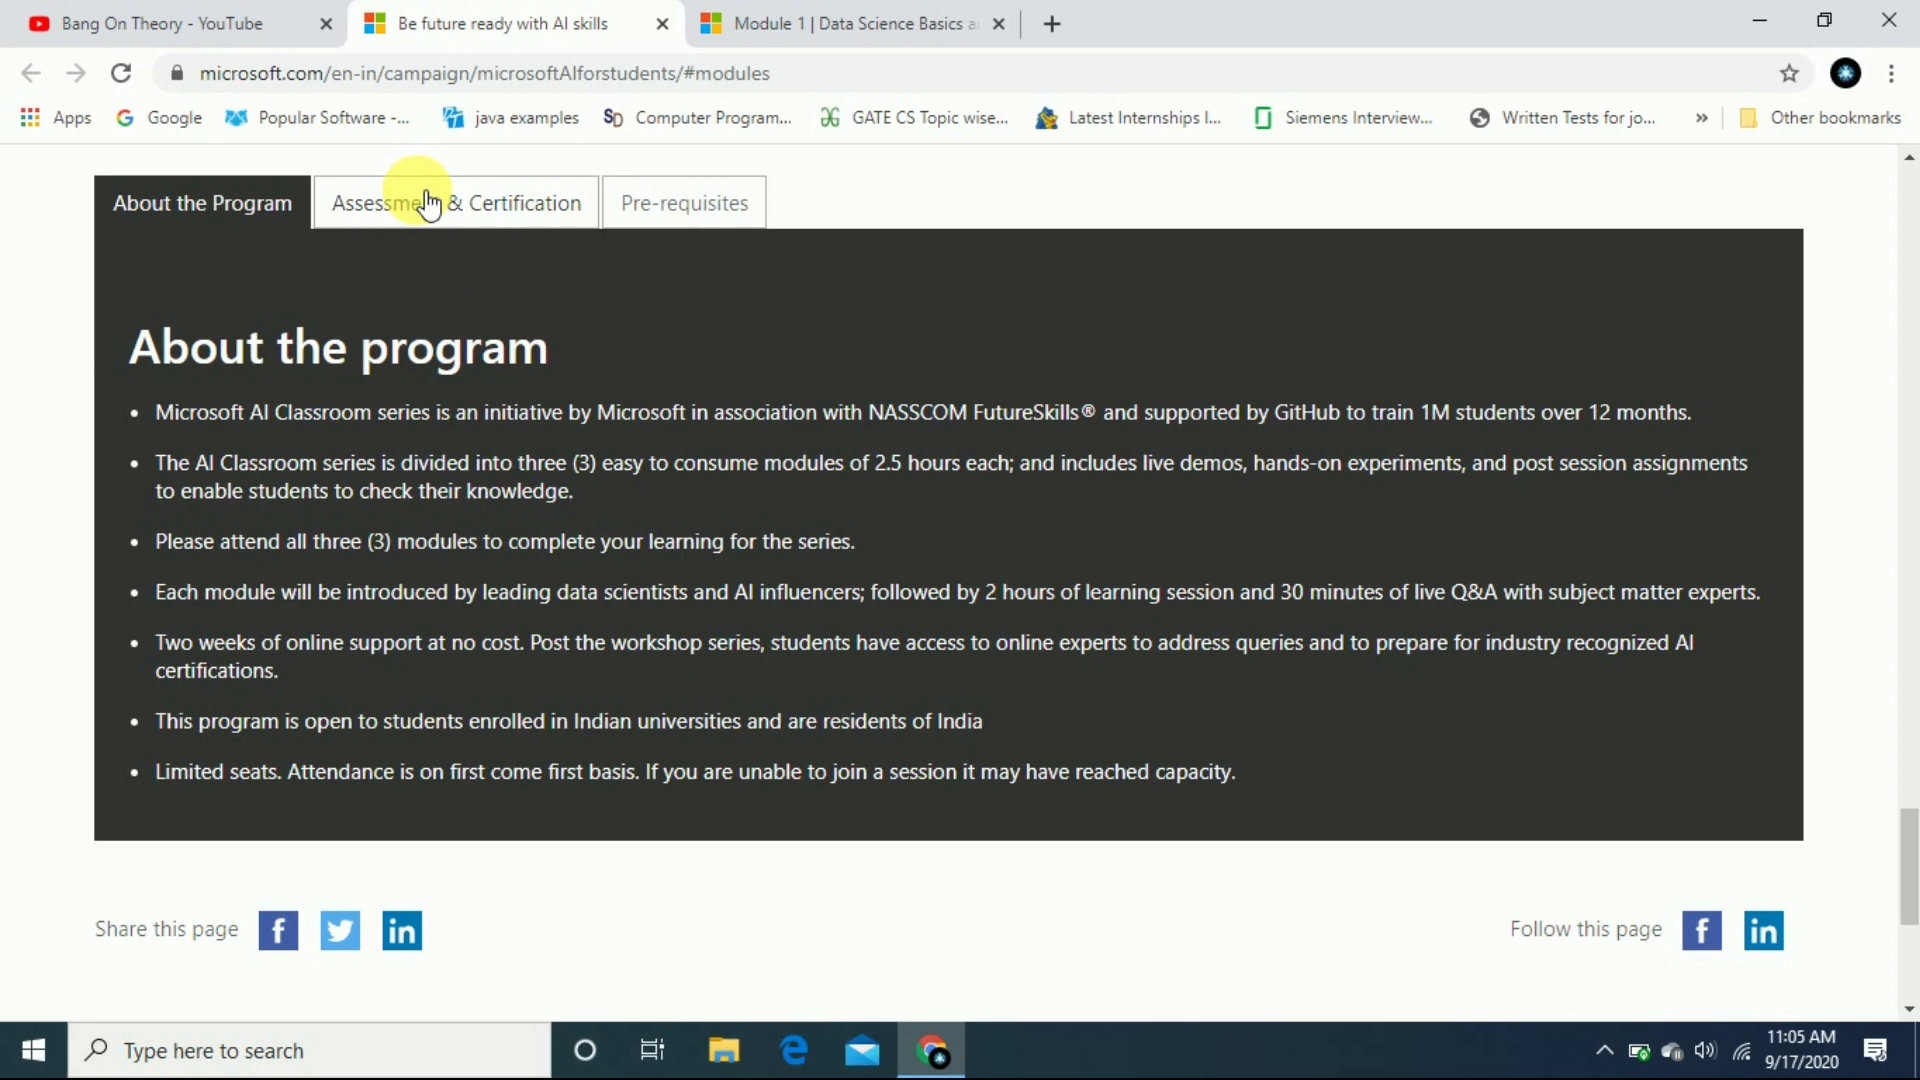 Bang On Theory - YouTube
Be future ready with AI skills
Module 1 | Data Science Basics a
microsoft.com/en-in/campaign/microsoftAIforstudents/#modules
Apps
Google
Popular Software -...
java examples
SD Computer Program...
GATE CS Topic wise...
Latest Internships I...
Siemens Interview...
Written Tests for jo...
»
Other bookmarks
About the Program
Assessme & Certification
Pre-requisites
About the program
• Microsoft AI Classroom series is an initiative by Microsoft in association with NASSCOM FutureSkills® and supported by GitHub to train 1M students over 12 months.
• The AI Classroom series is divided into three (3) easy to consume modules of 2.5 hours each; and includes live demos, hands-on experiments, and post session assignments
to enable students to check their knowledge.
• Please attend all three (3) modules to complete your learning for the series.
• Each module will be introduced by leading data scientists and AI influencers; followed by 2 hours of learning session and 30 minutes of live Q&A with subject matter experts.
• Two weeks of online support at no cost. Post the workshop series, students have access to online experts to address queries and to prepare for industry recognized AI
certifications.
• This program is open to students enrolled in Indian universities and are residents of India
• Limited seats. Attendance is on first come first basis. If you are unable to join a session it may have reached capacity.
Share this page
f
in
Follow this page
f
in
Type here to search
11:05 AM
9/17/2020